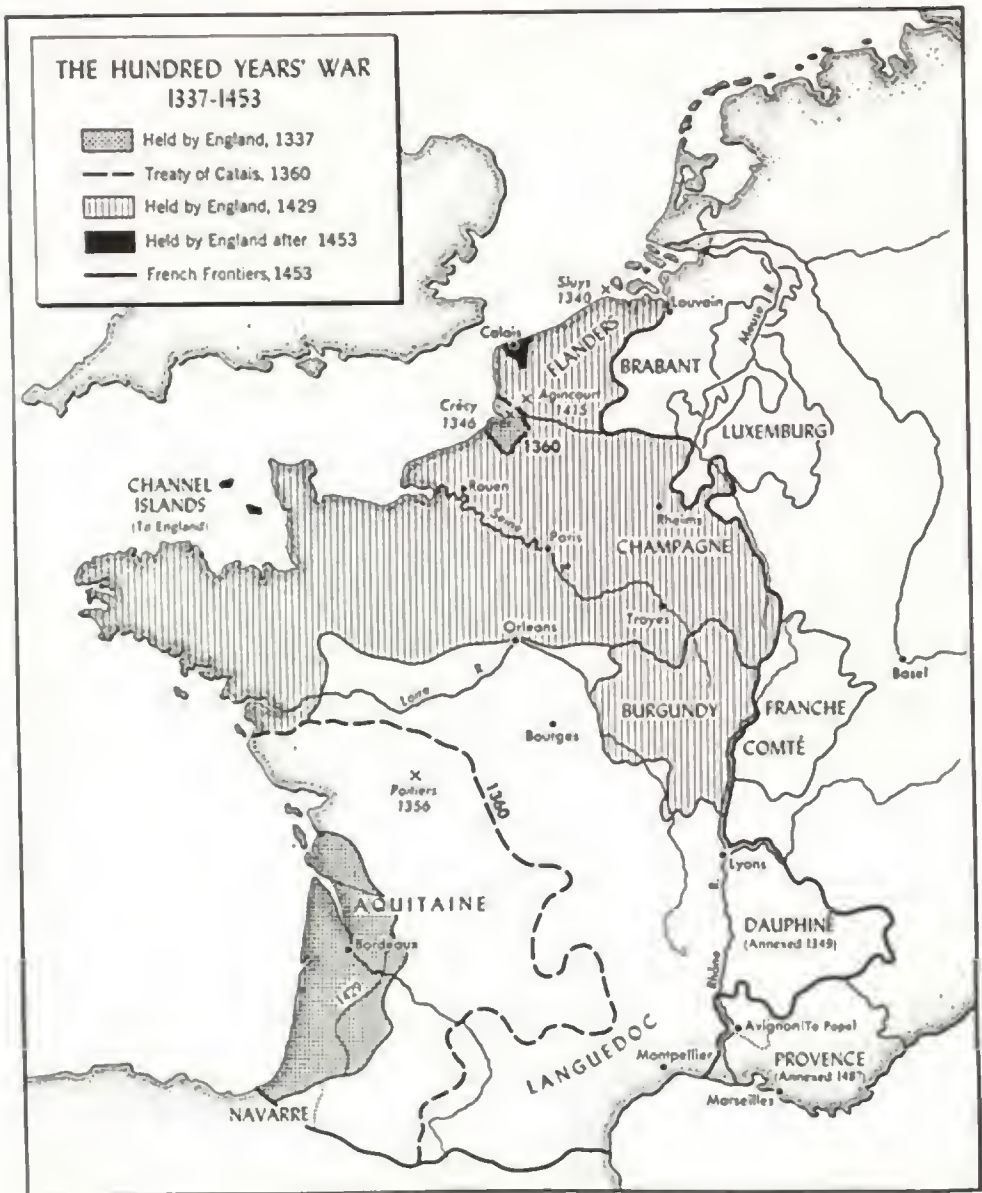 THE HUNDRED YEARS' WAR
1337-1453
Held by England, 1337
Treaty of Calais, 1360
Held by England, 1429
Held by England after 1453
French Frontiers, 1453
Sluys
1340
Louvain
Meuse R.
Calais
FLANDERS
BRABANT
Agincourt
1415
Crécy
1346
1360
LUXEMBURG
CHANNEL
ISLANDS
(To England)
Rouen
Seine
R.
Paris
Rheims
CHAMPAGNE
Troyes
Orleans
Loire R.
Basel
BURGUNDY
FRANCHE
COMTÉ
Bourges
Poitiers
1356
1360
Lyons
AQUITAINE
Bordeaux
1429
DAUPHINÉ
(Annexed 1349)
Rhône R.
LANGUEDOC
Avignon (To Pope)
Montpellier
PROVENCE
(Annexed 1487)
Marseilles
NAVARRE